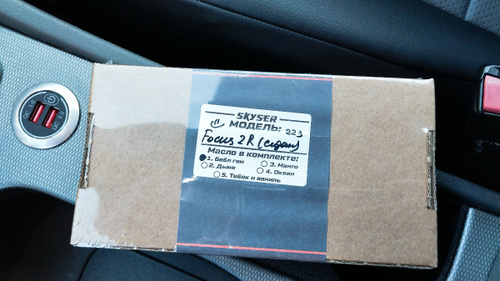 SKYSER
МОДЕЛЬ: 223
Focus 2R (седан)
Масло в комплекте:
1. Бабл гам
3. Манго
2. Дыня
4. Океан
5. Табак и ваниль